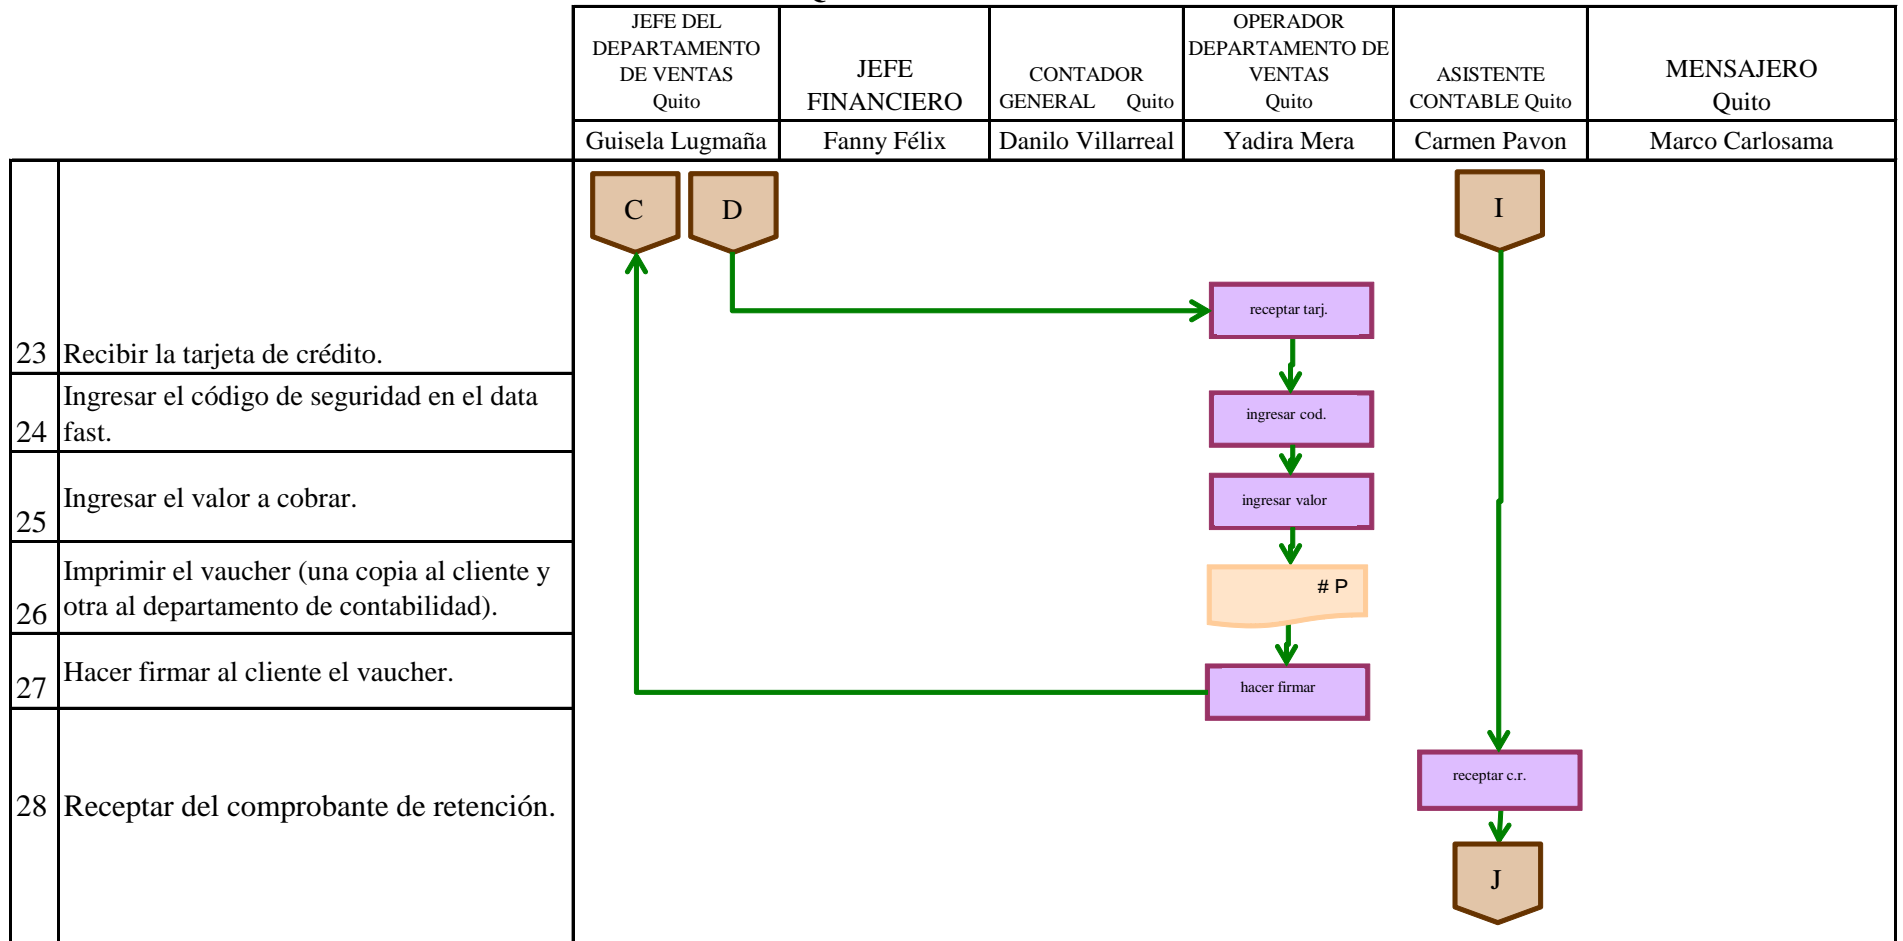 JEFE DEL
DEPARTAMENTO
DE VENTAS
Quito
JEFE
FINANCIERO
CONTADOR
GENERAL Quito
OPERADOR
DEPARTAMENTO DE
VENTAS
Quito
ASISTENTE
CONTABLE Quito
MENSAJERO
Quito
Guisela Lugmaña
Fanny Félix
Danilo Villarreal
Yadira Mera
Carmen Pavon
Marco Carlosama
C
D
I
receptar tarj.
23 Recibir la tarjeta de crédito.
Ingresar el código de seguridad en el data
24 fast.
ingresar cod.
25 Ingresar el valor a cobrar.
ingresar valor
Imprimir el vaucher (una copia al cliente y
26 otra al departamento de contabilidad).
# P
27 Hacer firmar al cliente el vaucher.
hacer firmar
28 Receptar del comprobante de retención.
receptar c.r.
J